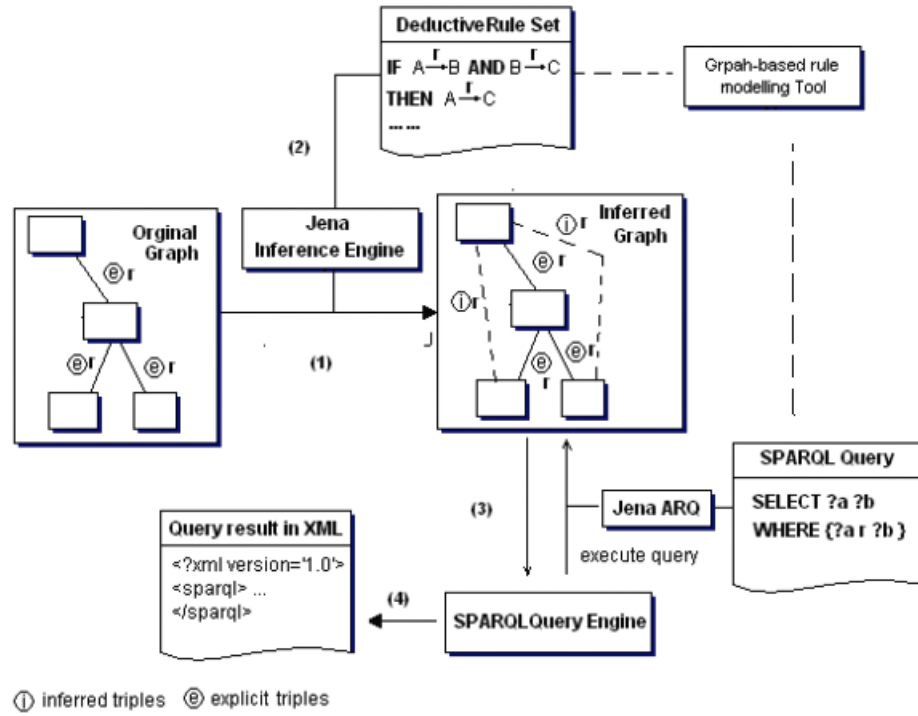 DeductiveRule Set
IF A r→ B AND B r→ C
THEN A r→ C
... ...
Grpah-based rule
modelling Tool
(2)
Orginal
Graph
ⓔ r
ⓔ r
ⓔ r
Jena
Inference Engine
(1)
Inferred
Graph
ⓘ r
ⓔ r
ⓘ r
ⓔ r
ⓔ r
(3)
Jena ARQ
execute query
SPARQL Query
SELECT ?a ?b
WHERE {?a r ?b }
Query result in XML
<?xml version='1.0'>
<sparql> ...
</sparql>
(4)
SPARQLQuery Engine
ⓘ inferred triples ⓔ explicit triples